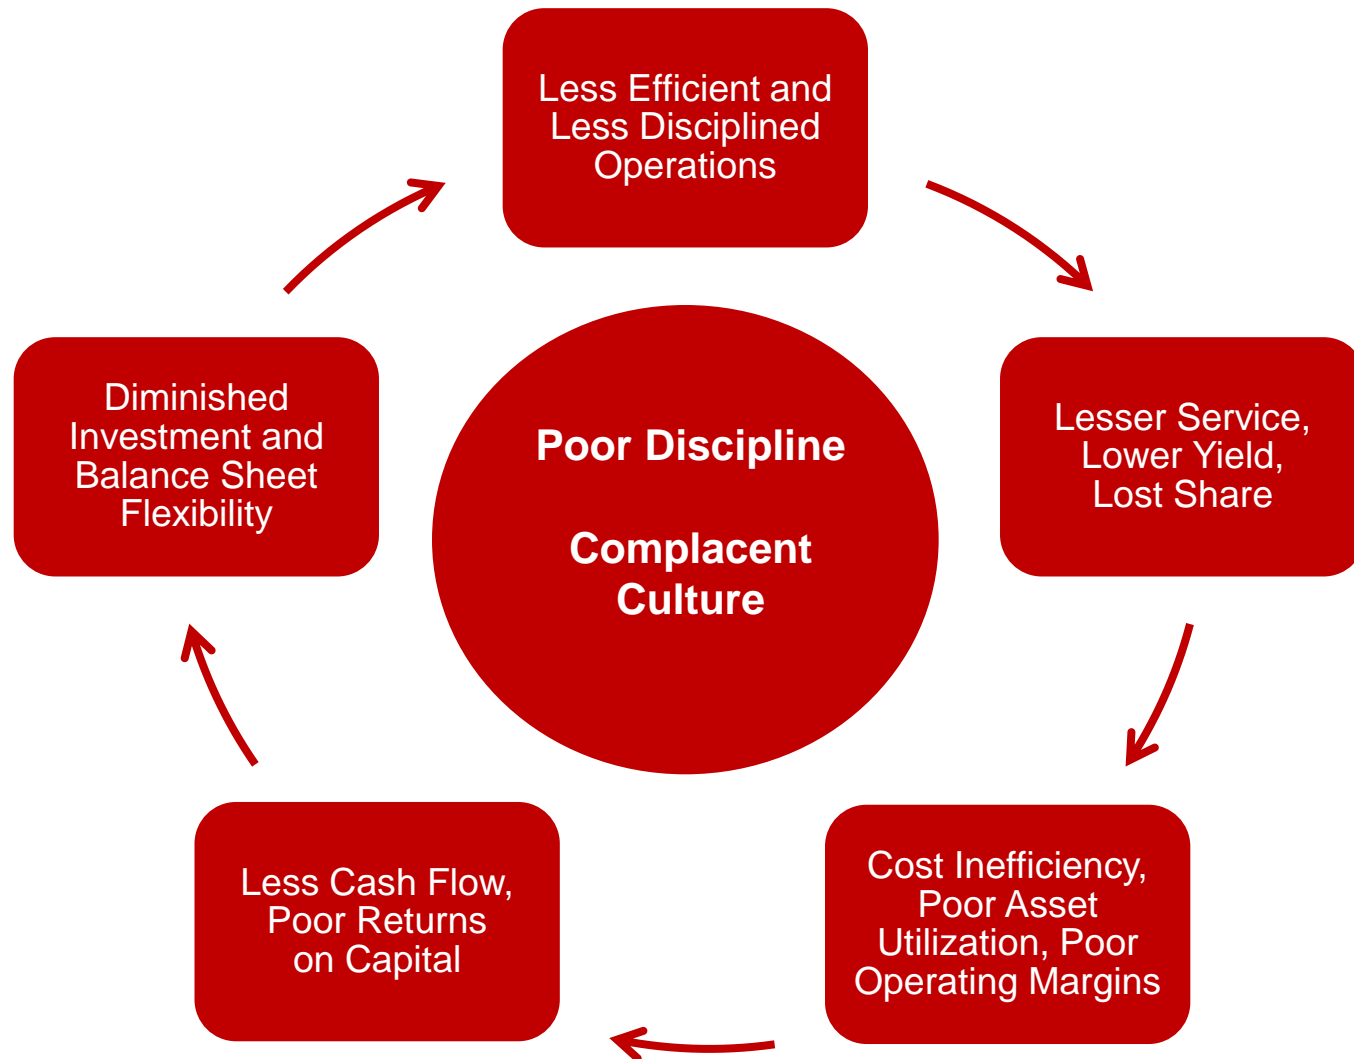 Less Efficient and
Less Disciplined
Operations
Lesser Service,
Lower Yield,
Lost Share
Cost Inefficiency,
Poor Asset
Utilization, Poor
Operating Margins
Less Cash Flow,
Poor Returns
on Capital
Diminished
Investment and
Balance Sheet
Flexibility
Poor Discipline
Complacent
Culture